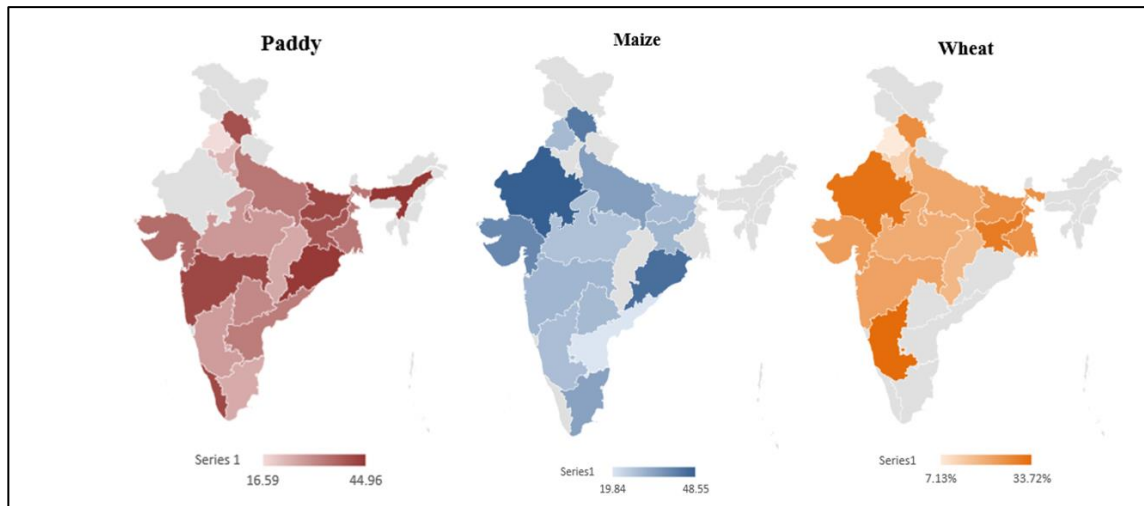 Paddy
Maize
Wheat
Series 1
16.59
44.96
Series1
19.84
48.55
Series1
7.13%
33.72%